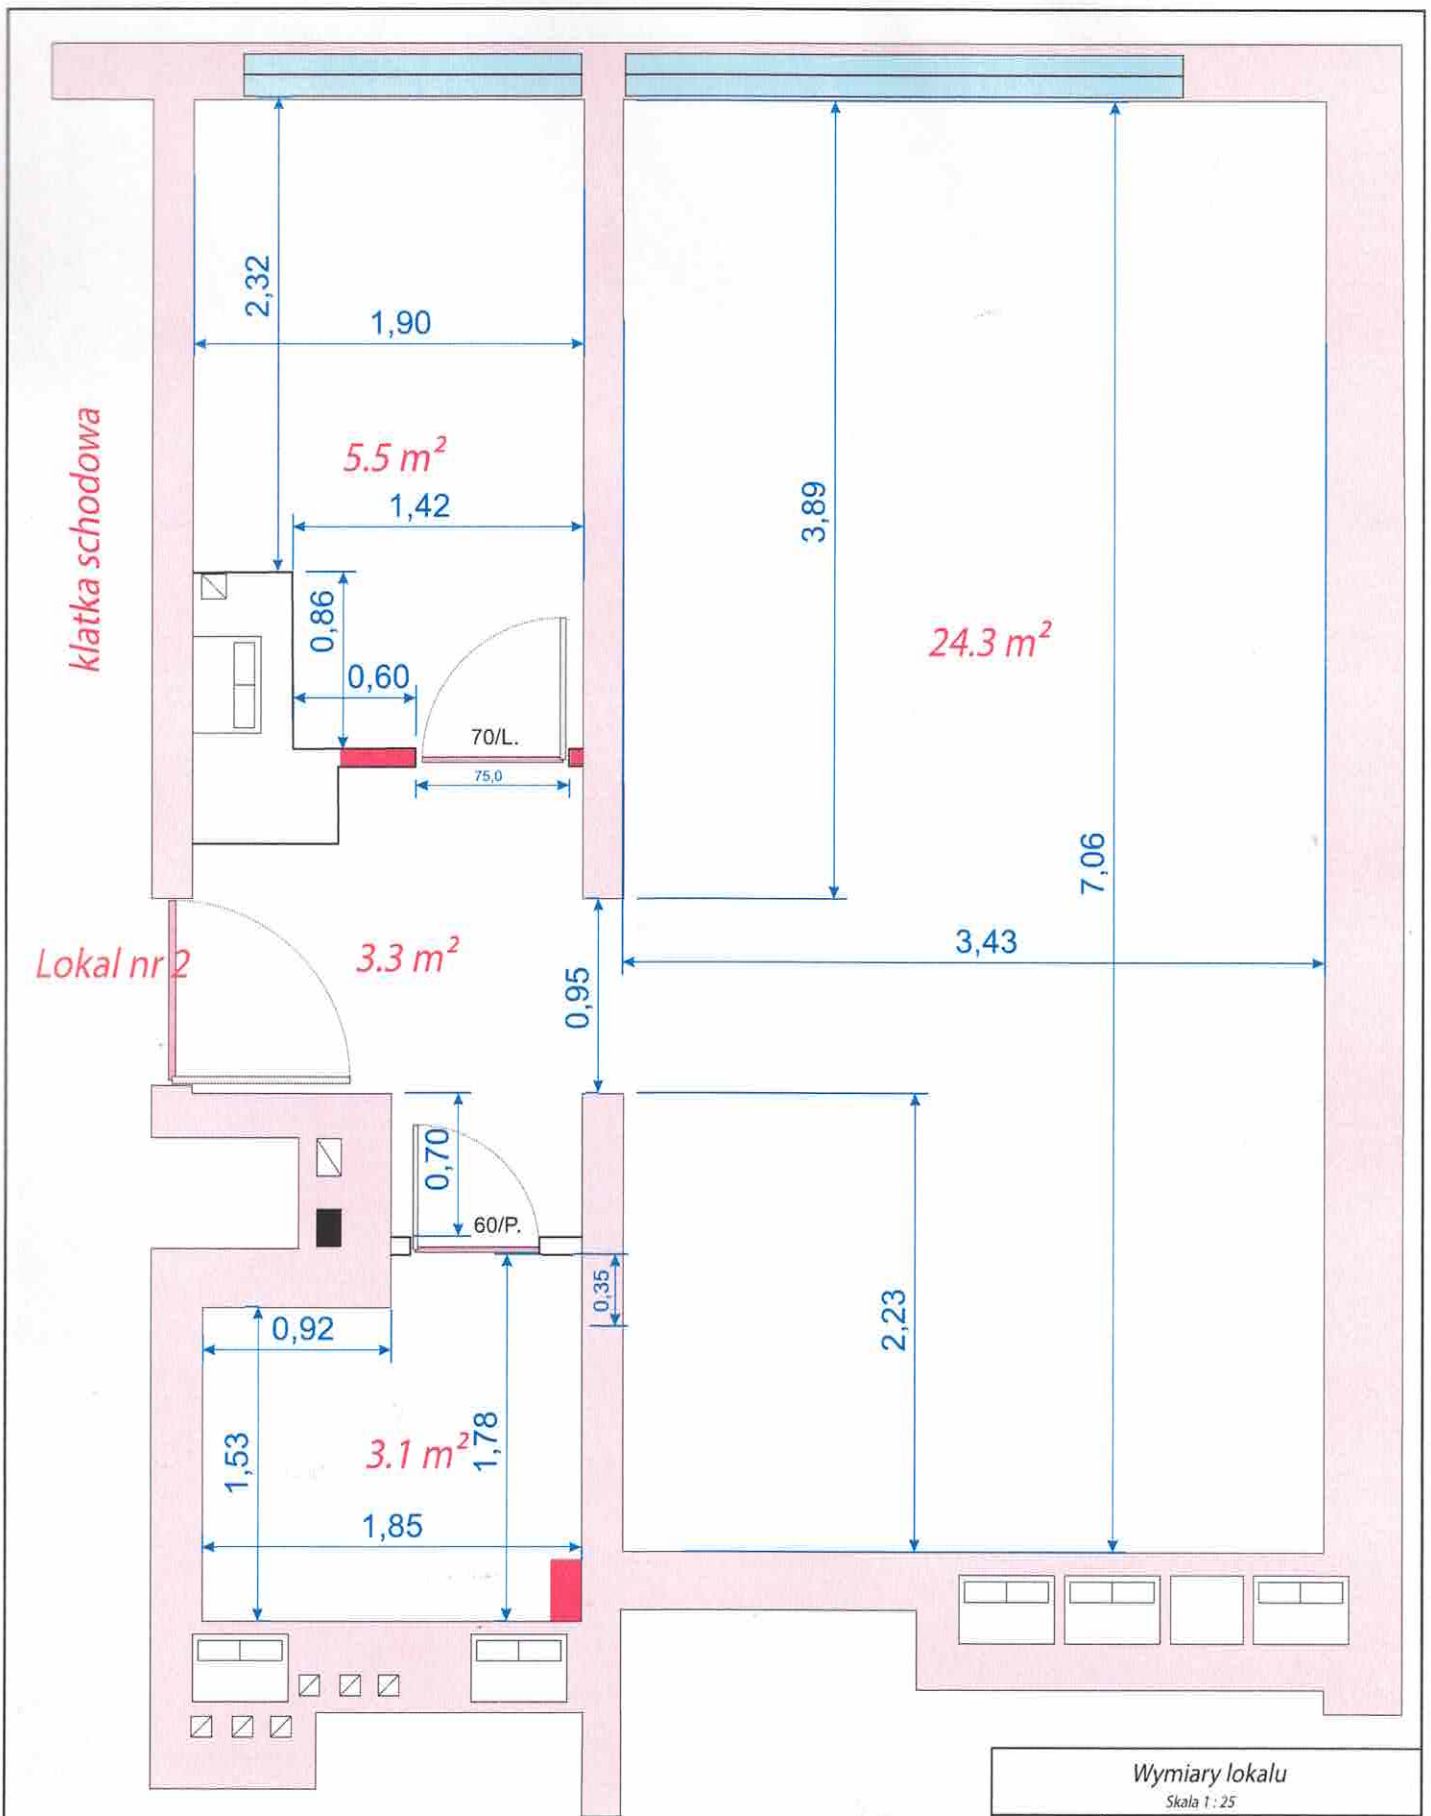 2,32
1,90
5.5 m²
1,42
klatka schodowa
3,89
0,86
24.3 m²
0,60
70/L.
75,0
7,06
3,43
Lokal nr 2
3.3 m²
0,95
0,70
60/P.
0,35
2,23
0,92
1,53
3.1 m²
1,78
1,85
Wymiary lokalu
Skala 1 : 25